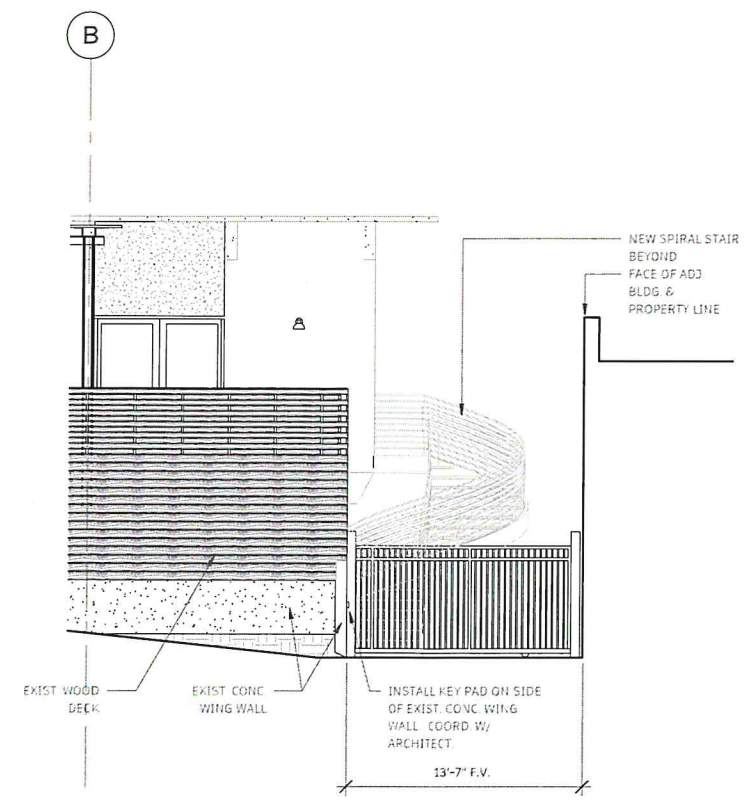 B
NEW SPIRAL STAIR
BEYOND
FACE OF ADJ
BLDG. &
PROPERTY LINE
EXIST WOOD
DECK
EXIST CONC
WING WALL
INSTALL KEY PAD ON SIDE
OF EXIST. CONC. WING
WALL. COORD. W/
ARCHITECT.
13'-7" F.V.